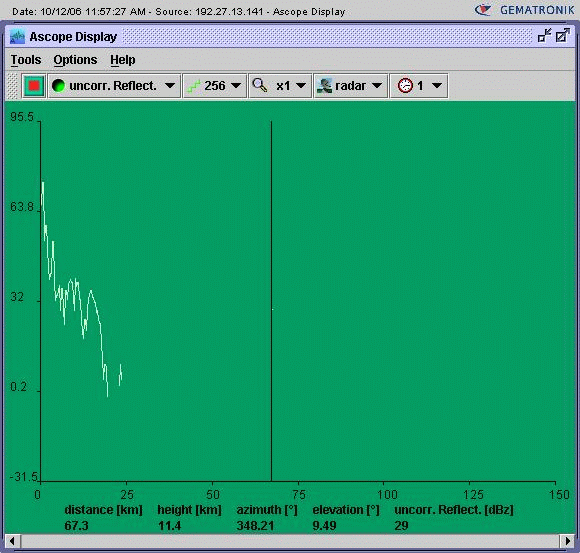 Date: 10/12/06 11:57:27 AM - Source: 192.27.13.141 - Ascope Display GEMATRONIK
Ascope Display
Tools Options Help
uncorr. Reflect. 256 x1 radar 1
95.5
63.8
32
0.2
-31.5
0 25 50 75 100 125 150
distance [km] height [km] azimuth [°] elevation [°] uncorr. Reflect. [dBz]
67.3 11.4 348.21 9.49 29